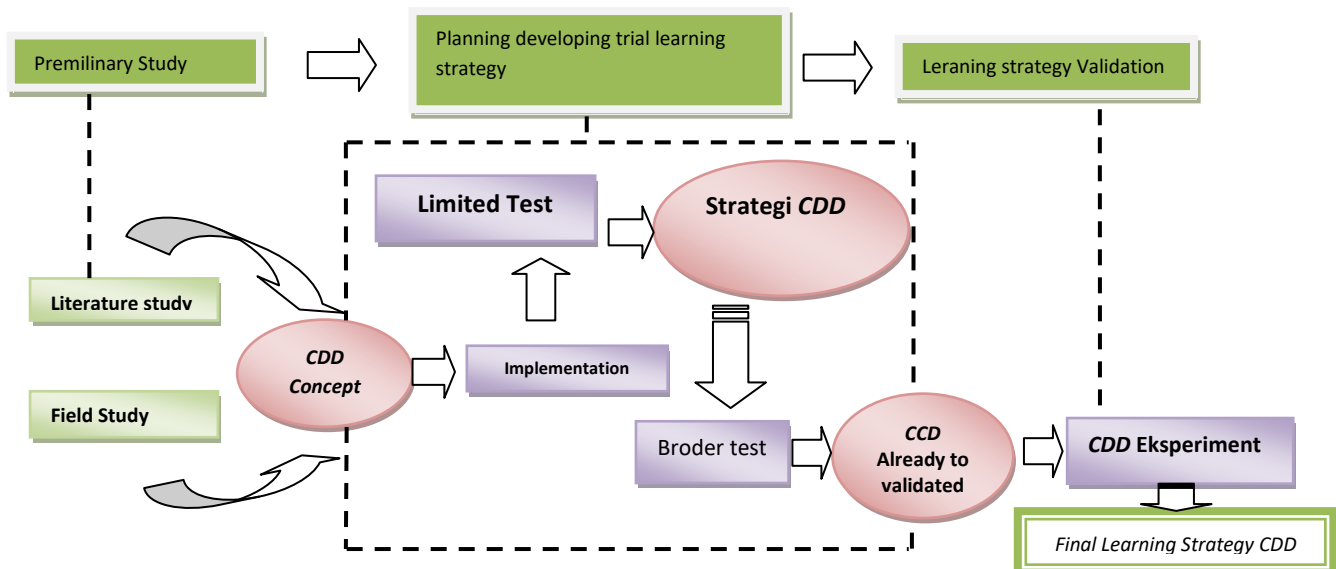 Premilinary Study
Planning developing trial learning
strategy
Leraning strategy Validation
Limited Test
Strategi CDD
Literature study
CDD
Concept
Implementation
Field Study
Broder test
CCD
Already to
validated
CDD Eksperiment
Final Learning Strategy CDD